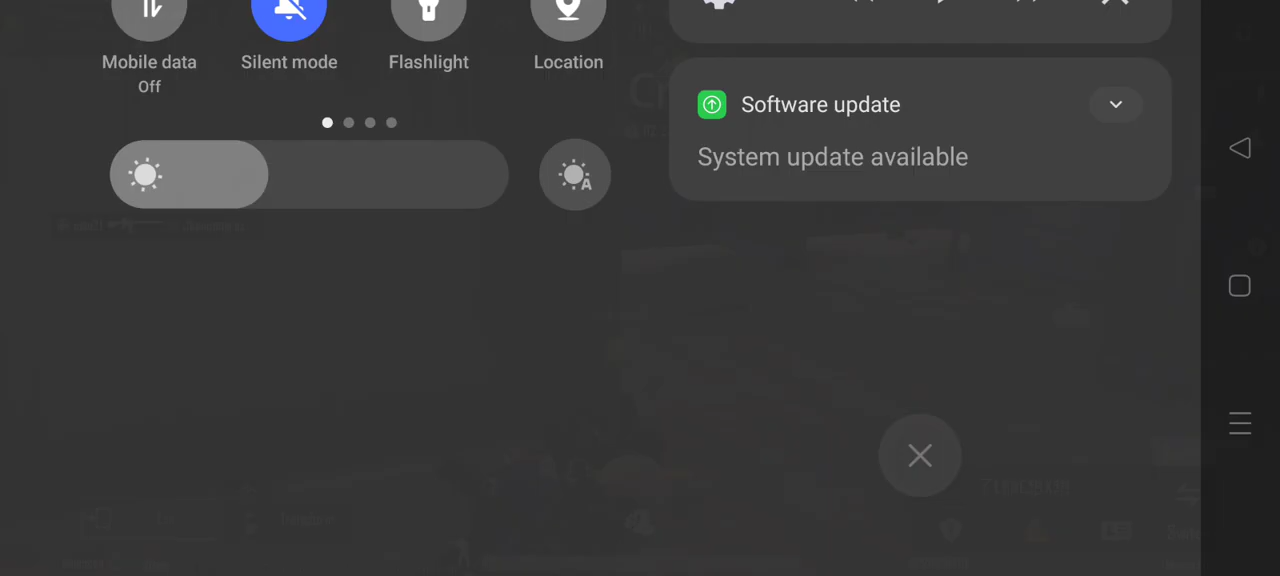 Mobile data
Off
Silent mode
Flashlight
Location
Software update
System update available